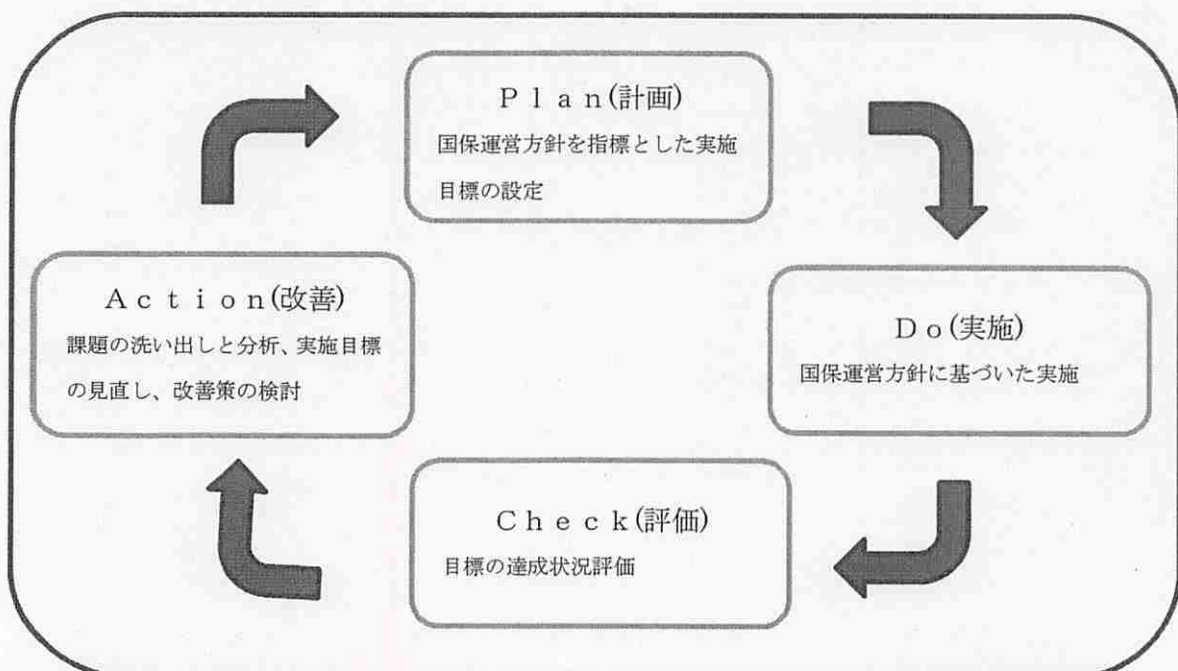 Plan(計画)
国保運営方針を指標とした実施
目標の設定
Do(実施)
国保運営方針に基づいた実施
Check(評価)
目標の達成状況評価
Action(改善)
課題の洗い出しと分析、実施目標
の見直し、改善策の検討